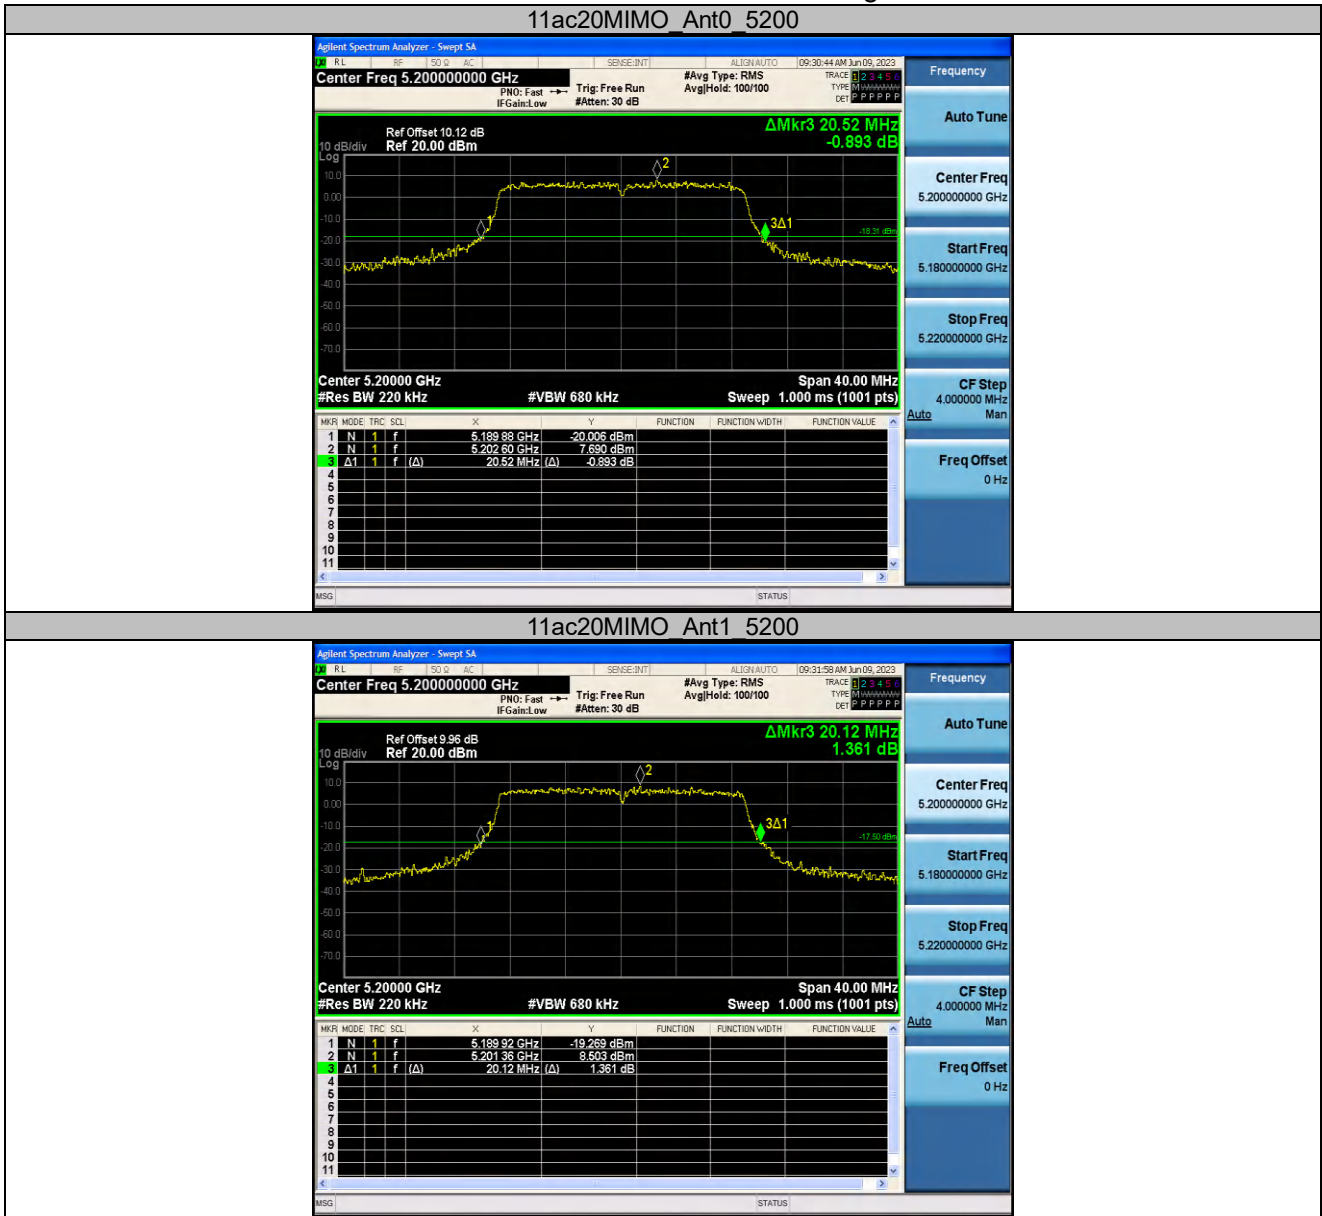 11ac20MIMO_Ant0_5200
Agilent Spectrum Analyzer - Swept SA
RL RF 50 Ω AC SENSE:INT ALIGN AUTO 09:30:44 AM Jun 09, 2023
Center Freq 5.200000000 GHz
#Avg Type: RMS
TRACE 1 2 3 4 5 6
PNO: Fast
Trig: Free Run
Avg|Hold: 100/100
TYPE M
IFGain:Low
#Atten: 30 dB
DET P P P P P P
Frequency
Auto Tune
Center Freq
5.200000000 GHz
Start Freq
5.180000000 GHz
Stop Freq
5.220000000 GHz
CF Step
4.000000 MHz
Auto Man
Freq Offset
0 Hz
ΔMkr3 20.52 MHz
-0.893 dB
Ref Offset 10.12 dB
10 dB/div Ref 20.00 dBm
Log
10.0
0.00
-10.0
-20.0
-30.0
-40.0
-50.0
-60.0
-70.0
1
2
3Δ1
-18.31 dBm
Center 5.20000 GHz Span 40.00 MHz
#Res BW 220 kHz #VBW 680 kHz Sweep 1.000 ms (1001 pts)
MKR MODE TRC SCL X Y FUNCTION FUNCTION WIDTH FUNCTION VALUE
1 N 1 f 5.189 88 GHz -20.006 dBm
2 N 1 f 5.202 60 GHz 7.690 dBm
3 Δ1 1 f (Δ) 20.52 MHz (Δ) -0.893 dB
4
5
6
7
8
9
10
11
MSG STATUS
11ac20MIMO_Ant1_5200
Agilent Spectrum Analyzer - Swept SA
RL RF 50 Ω AC SENSE:INT ALIGN AUTO 09:31:58 AM Jun 09, 2023
Center Freq 5.200000000 GHz
#Avg Type: RMS
TRACE 1 2 3 4 5 6
PNO: Fast
Trig: Free Run
Avg|Hold: 100/100
TYPE M
IFGain:Low
#Atten: 30 dB
DET P P P P P P
Frequency
Auto Tune
Center Freq
5.200000000 GHz
Start Freq
5.180000000 GHz
Stop Freq
5.220000000 GHz
CF Step
4.000000 MHz
Auto Man
Freq Offset
0 Hz
ΔMkr3 20.12 MHz
1.361 dB
Ref Offset 9.96 dB
10 dB/div Ref 20.00 dBm
Log
10.0
0.00
-10.0
-20.0
-30.0
-40.0
-50.0
-60.0
-70.0
1
2
3Δ1
-17.50 dBm
Center 5.20000 GHz Span 40.00 MHz
#Res BW 220 kHz #VBW 680 kHz Sweep 1.000 ms (1001 pts)
MKR MODE TRC SCL X Y FUNCTION FUNCTION WIDTH FUNCTION VALUE
1 N 1 f 5.189 92 GHz -19.269 dBm
2 N 1 f 5.201 36 GHz 8.503 dBm
3 Δ1 1 f (Δ) 20.12 MHz (Δ) 1.361 dB
4
5
6
7
8
9
10
11
MSG STATUS